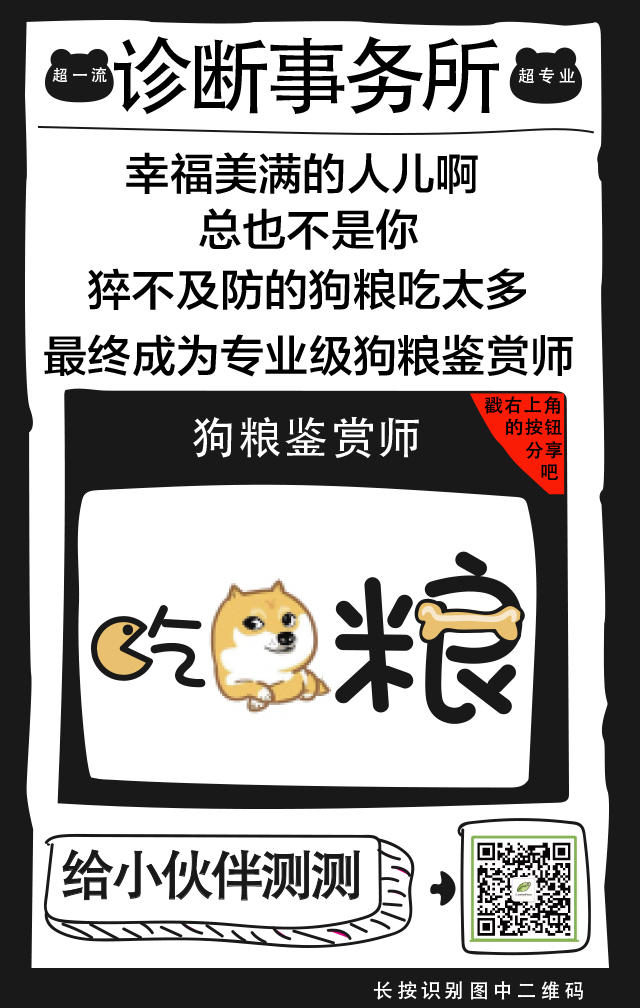 超一流
诊断事务所
超专业
幸福美满的人儿啊
总也不是你
猝不及防的狗粮吃太多
最终成为专业级狗粮鉴赏师
狗粮鉴赏师
戳右上角
的按钮
分享
吧
吃
粮
给小伙伴测测
长按识别图中二维码